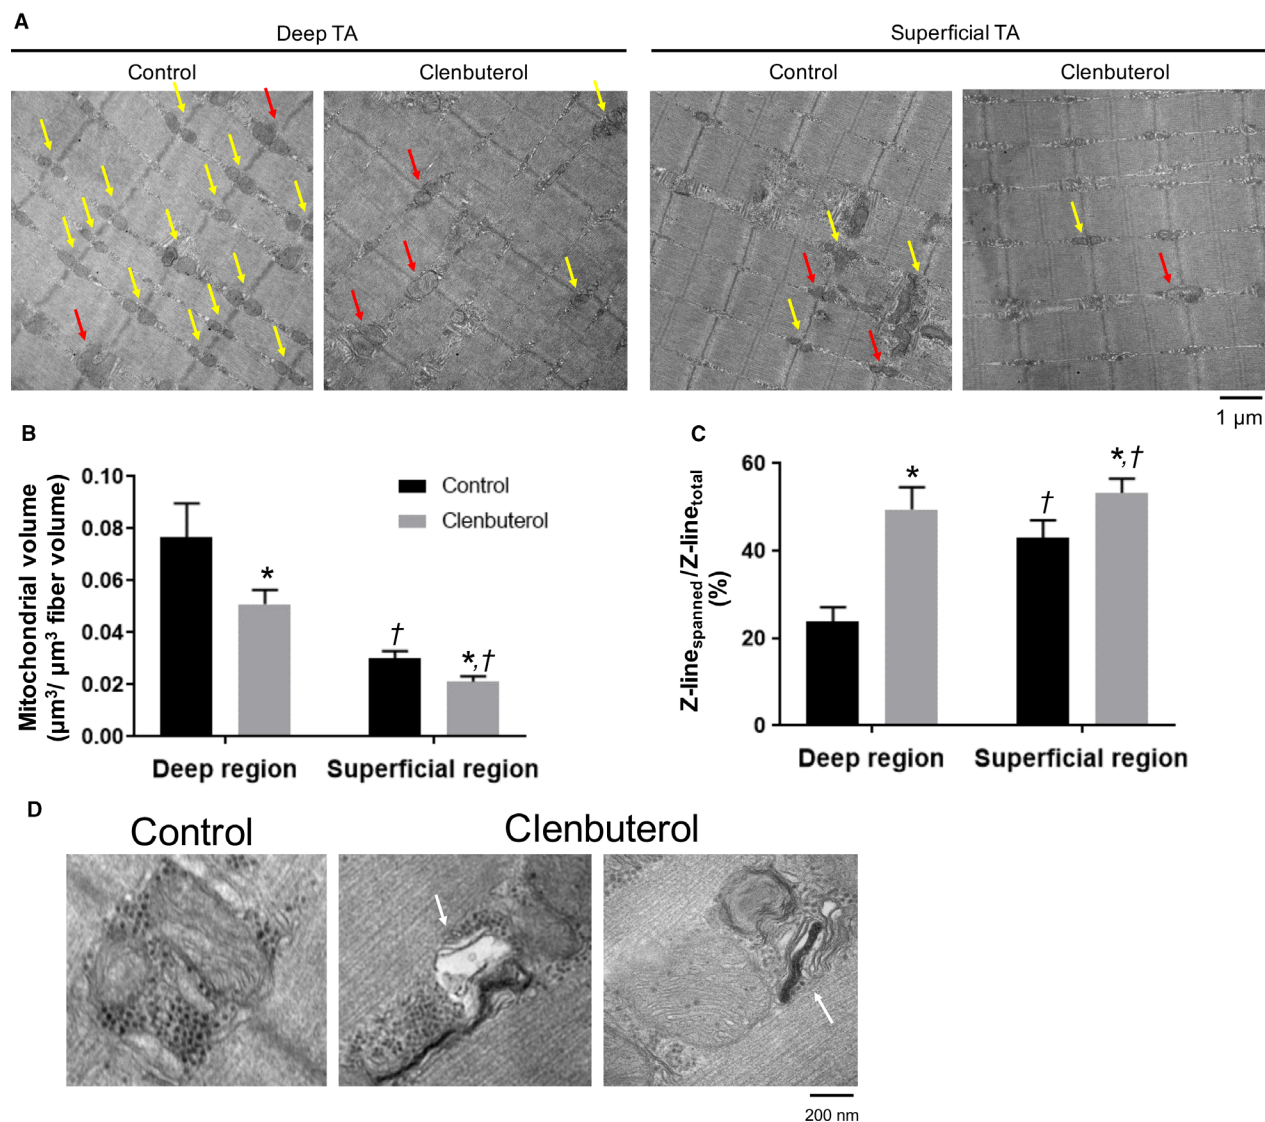 A
Deep TA
Superficial TA
Control
Clenbuterol
Control
Clenbuterol
1 µm
B
Mitochondrial volume
(µm³/ µm³ fiber volume)
0.10
0.08
0.06
0.04
0.02
0.00
Control
Clenbuterol
*
†
*,†
Deep region
Superficial region
C
Z-linespanned/Z-linetotal
(%)
60
40
20
0
*
†
*,†
Deep region
Superficial region
D
Control
Clenbuterol
200 nm